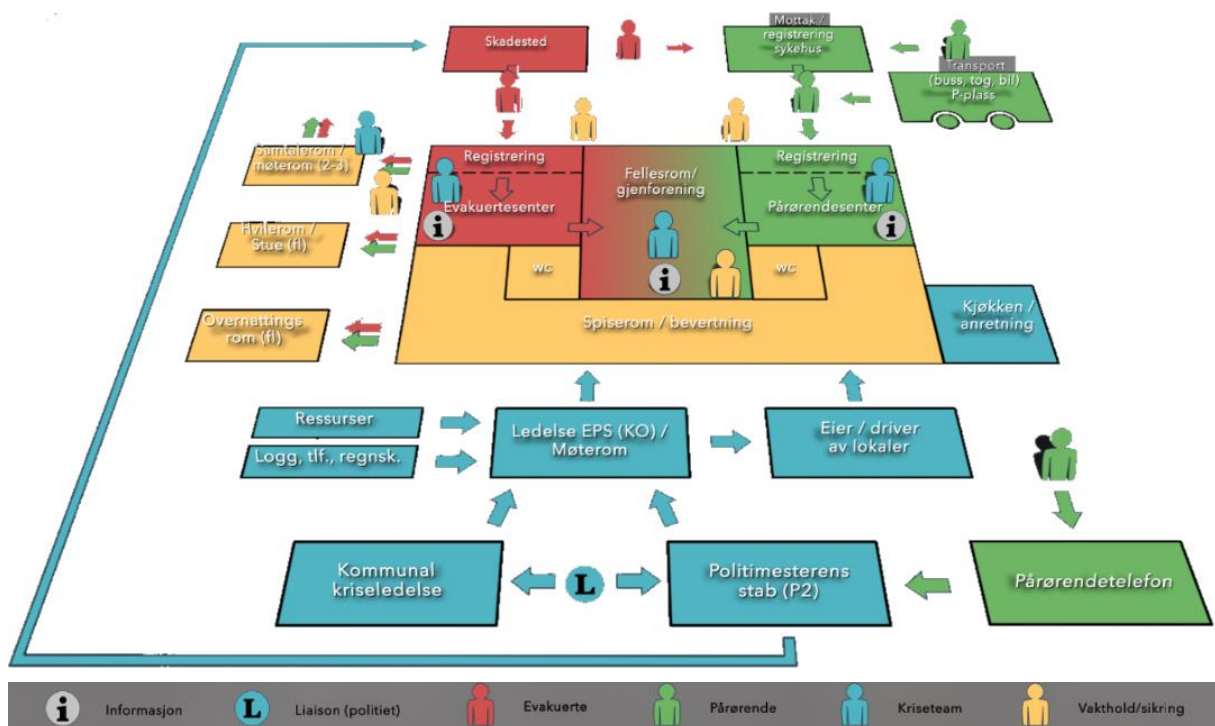 Skadested
Mottak /
registrering
sykehus
Transport
(buss, tog, bil)
P-plass
Samtalerom /
møterom (2-3)
Registrering
Evakuertesenter
Fellesrom/
gjenforening
Registrering
Pårørendesenter
Hvilerom /
Stue (fl)
WC
WC
Overnattings
rom (fl)
Spiserom / bevertning
Kjøkken /
anretning
Ressurser
Logg, tlf., regnsk.
Ledelse EPS (KO) /
Møterom
Eier / driver
av lokaler
Kommunal
kriseledelse
L
Politimesterens
stab (P2)
Pårørendetelefon
i Informasjon
L Liaison (politiet)
Evakuerte
Pårørende
Kriseteam
Vakthold/sikring